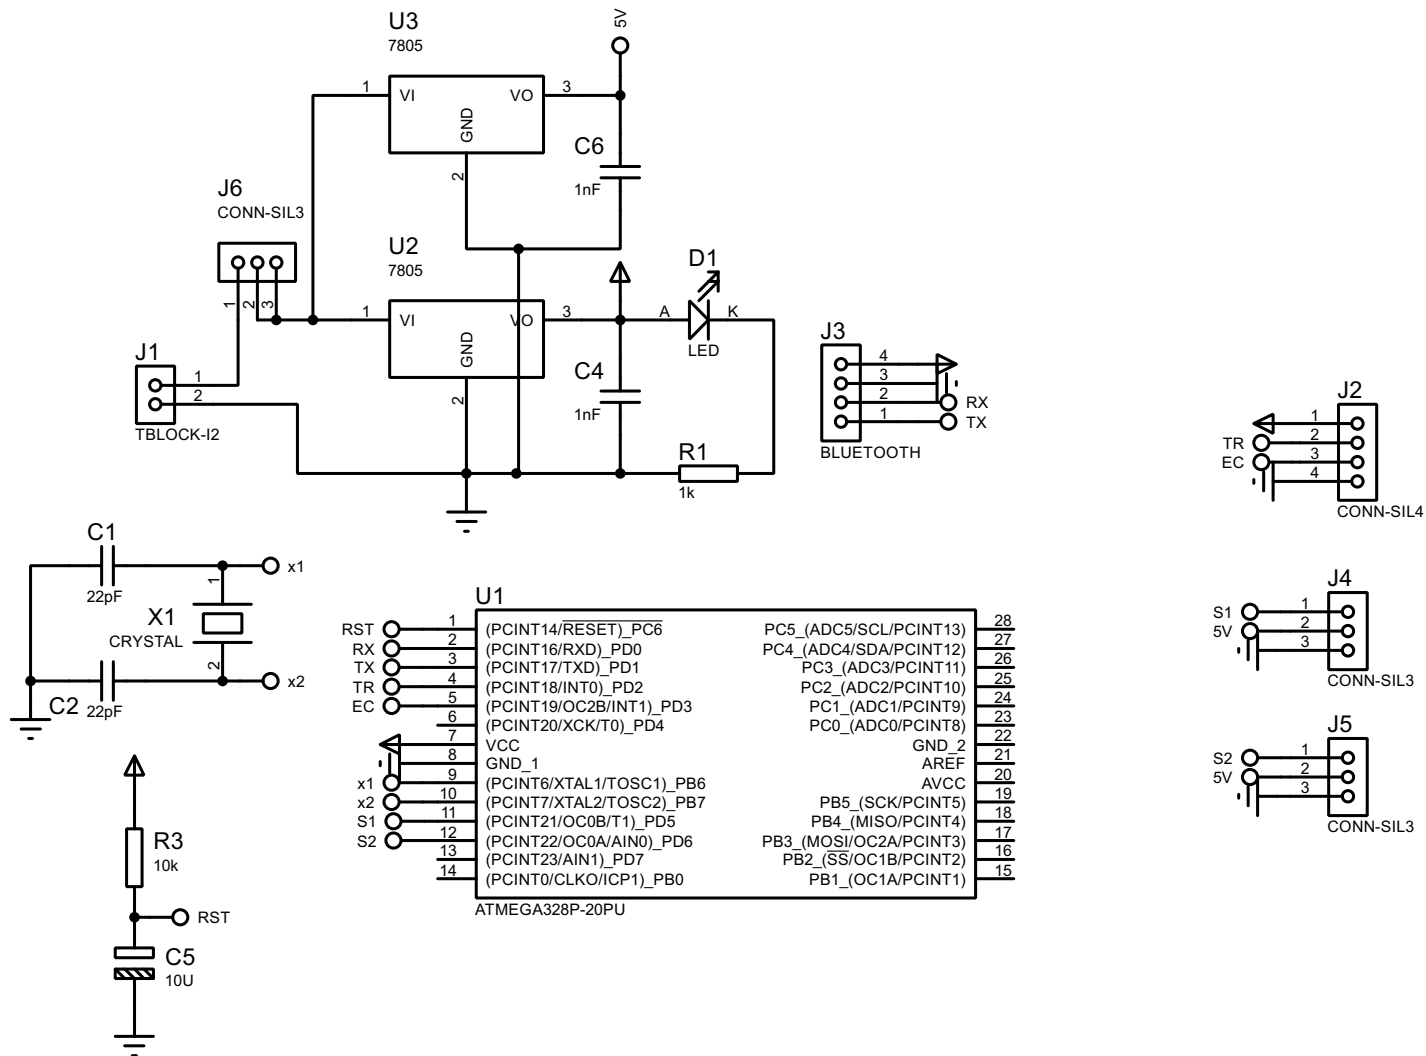 U3
7805
5V
1
VI
VO
3
GND
2
C6
1nF
J6
CONN-SIL3
1
2
3
U2
7805
1
VI
VO
3
GND
2
C4
1nF
D1
A
K
LED
J1
1
2
TBLOCK-I2
R1
1k
J3
4
3
2
1
RX
TX
BLUETOOTH
J2
1
TR
2
EC
3
4
CONN-SIL4
C1
22pF
x1
1
X1
CRYSTAL
2
C2
22pF
x2
J4
S1
1
5V
2
3
CONN-SIL3
J5
S2
1
5V
2
3
CONN-SIL3
U1
RST 1 (PCINT14/RESET)_PC6 PC5_(ADC5/SCL/PCINT13) 28
RX 2 (PCINT16/RXD)_PD0 PC4_(ADC4/SDA/PCINT12) 27
TX 3 (PCINT17/TXD)_PD1 PC3_(ADC3/PCINT11) 26
TR 4 (PCINT18/INT0)_PD2 PC2_(ADC2/PCINT10) 25
EC 5 (PCINT19/OC2B/INT1)_PD3 PC1_(ADC1/PCINT9) 24
6 (PCINT20/XCK/T0)_PD4 PC0_(ADC0/PCINT8) 23
7 VCC GND_2 22
8 GND_1 AREF 21
x1 9 (PCINT6/XTAL1/TOSC1)_PB6 AVCC 20
x2 10 (PCINT7/XTAL2/TOSC2)_PB7 PB5_(SCK/PCINT5) 19
S1 11 (PCINT21/OC0B/T1)_PD5 PB4_(MISO/PCINT4) 18
S2 12 (PCINT22/OC0A/AIN0)_PD6 PB3_(MOSI/OC2A/PCINT3) 17
13 (PCINT23/AIN1)_PD7 PB2_(SS/OC1B/PCINT2) 16
14 (PCINT0/CLKO/ICP1)_PB0 PB1_(OC1A/PCINT1) 15
ATMEGA328P-20PU
R3
10k
RST
C5
10U